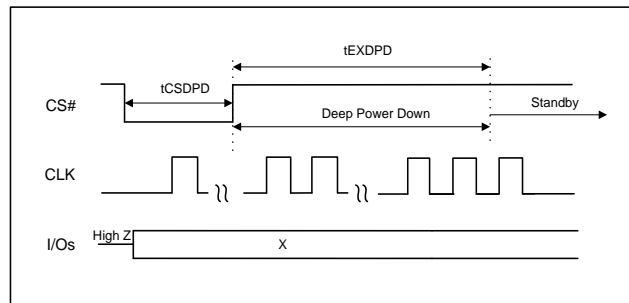 tEXDPD
tCSDPD
CS#
Deep Power Down
Standby
CLK
High Z
I/Os
X